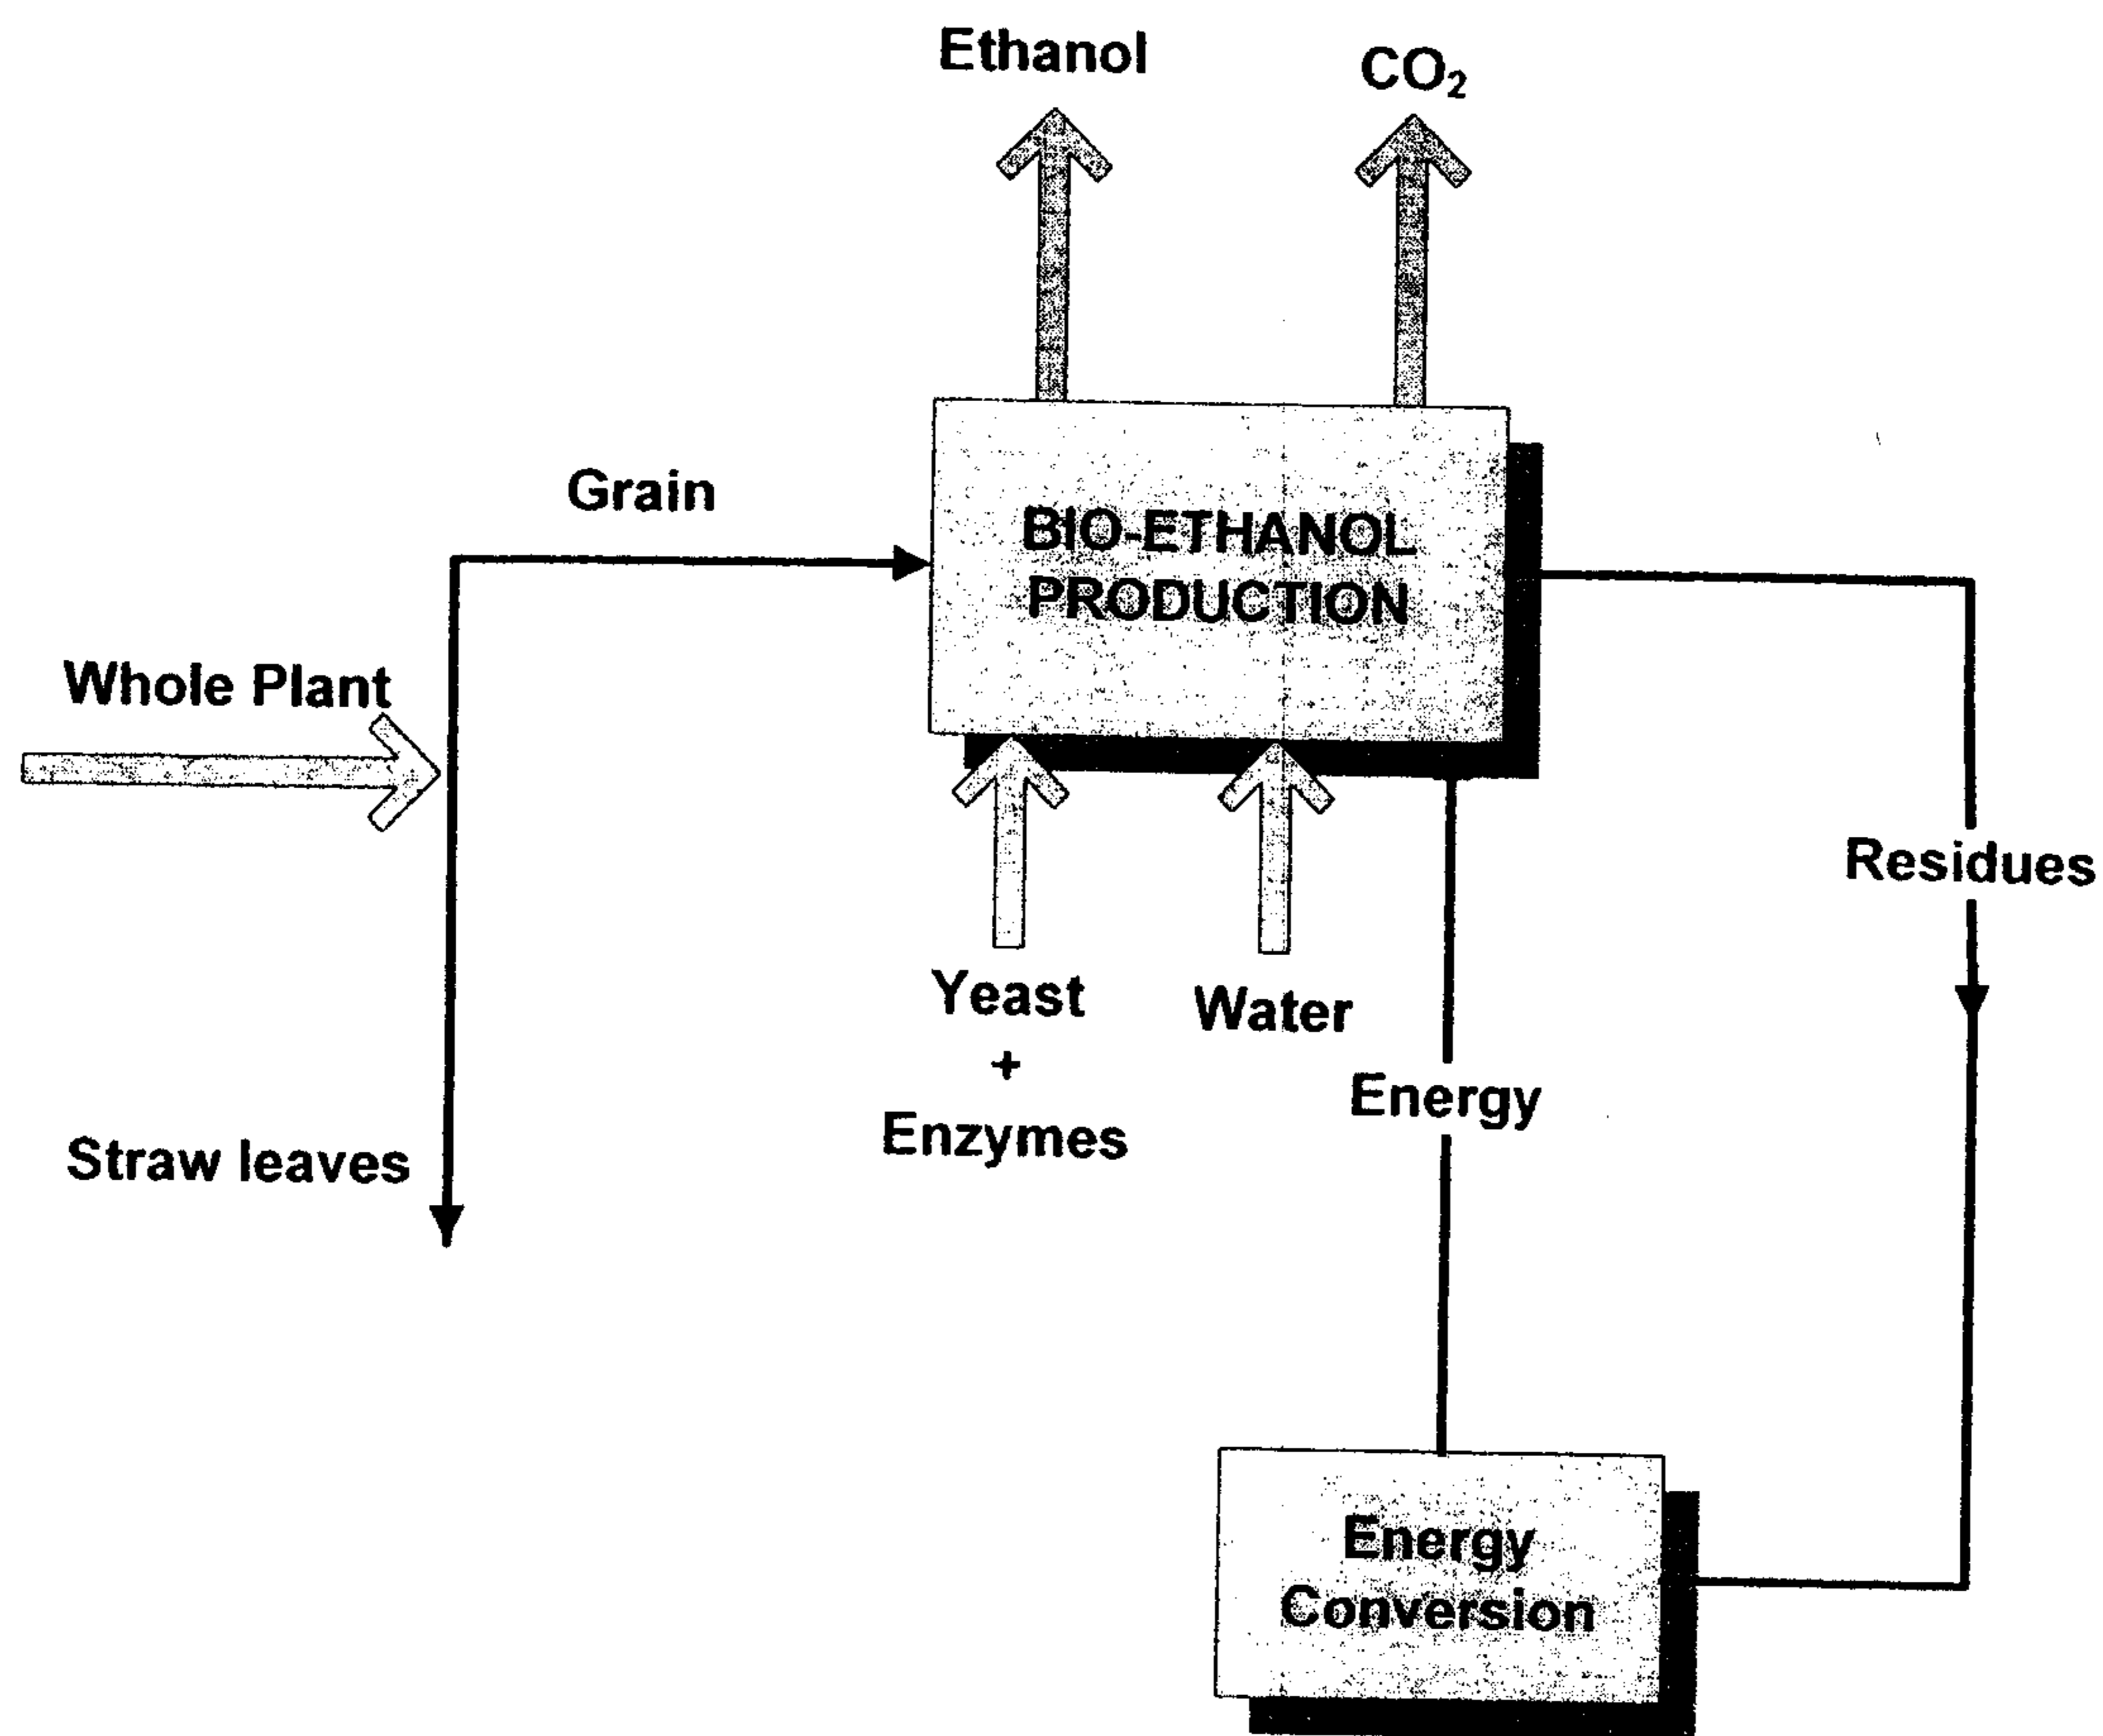 Ethanol
CO₂
Grain
BIO-ETHANOL
PRODUCTION
Whole Plant
Residues
Yeast
+
Enzymes
Water
Energy
Straw leaves
Energy
Conversion